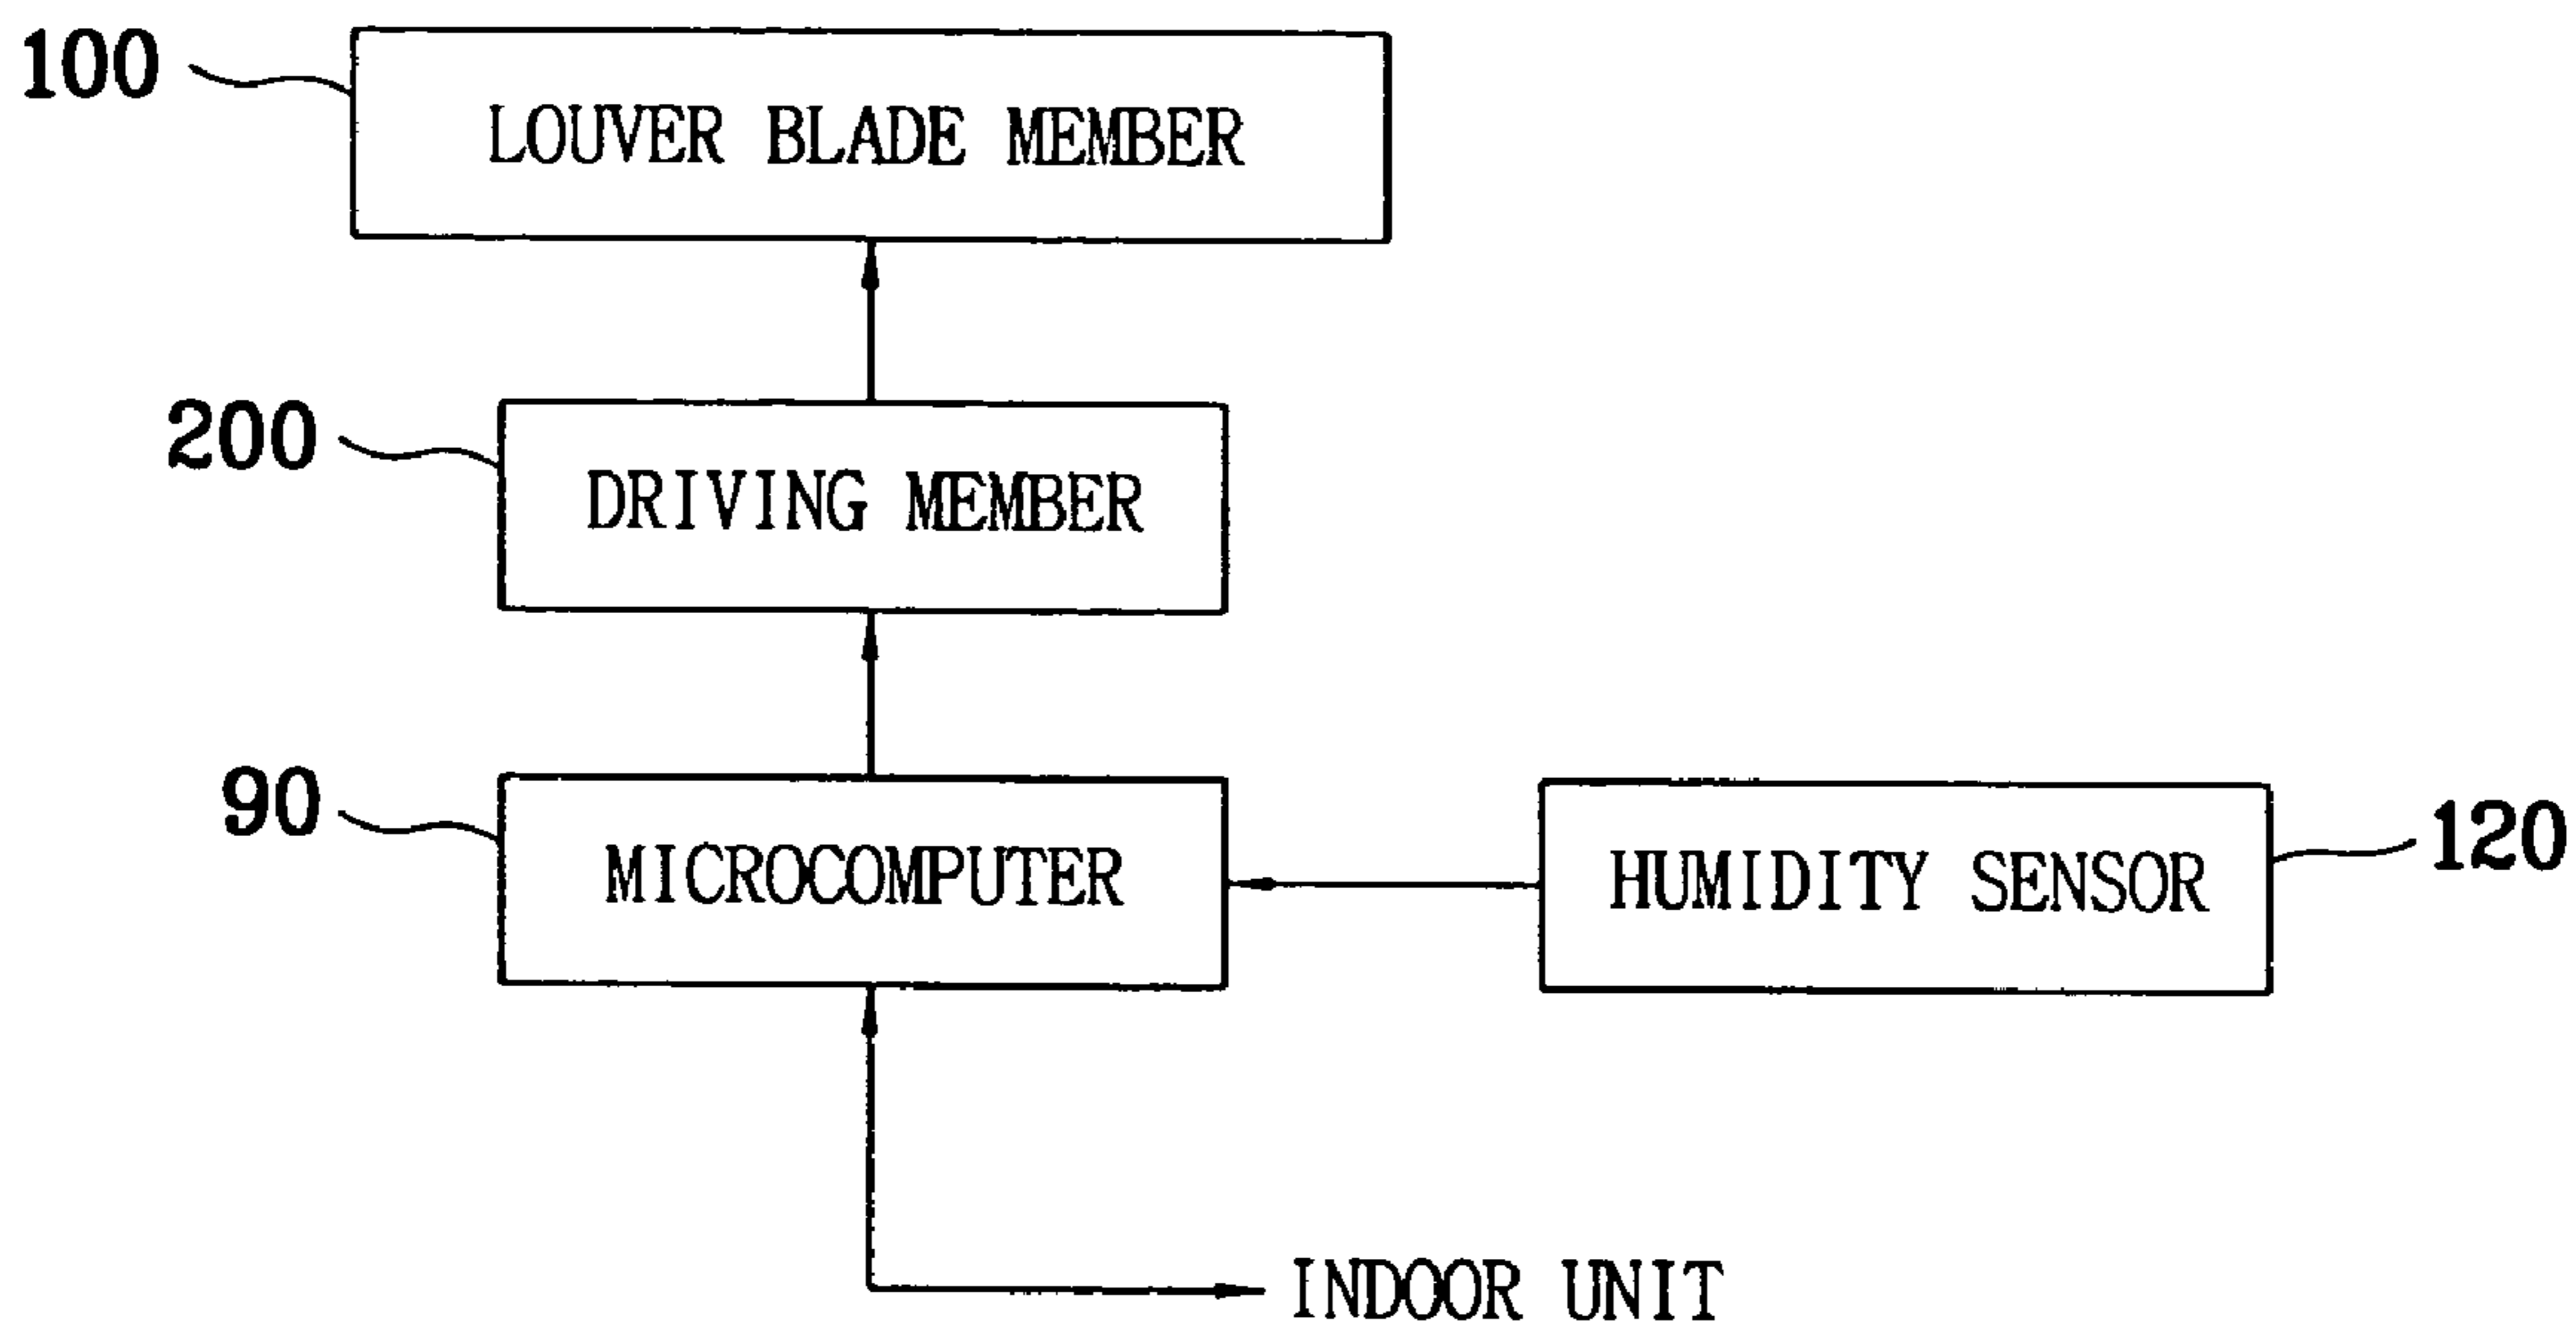 100
LOUVER BLADE MEMBER
200
DRIVING MEMBER
90
MICROCOMPUTER
HUMIDITY SENSOR
120
INDOOR UNIT